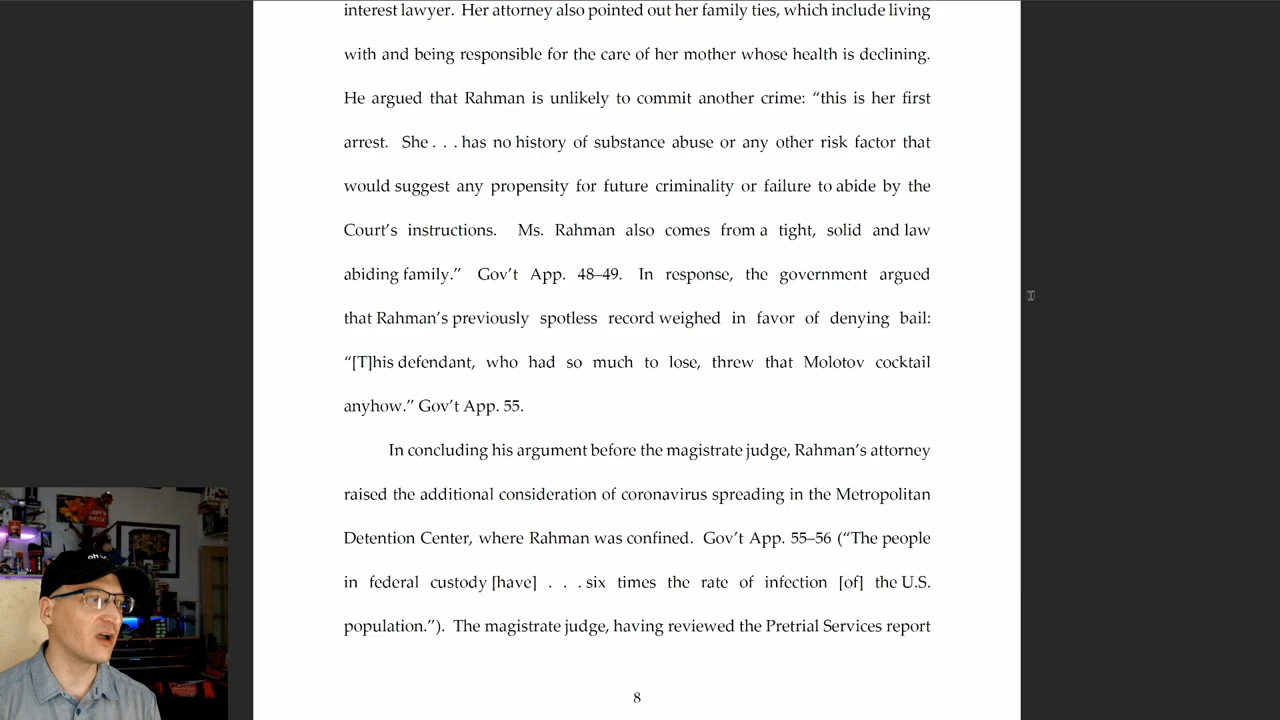 interest lawyer. Her attorney also pointed out her family ties, which include living
with and being responsible for the care of her mother whose health is declining.
He argued that Rahman is unlikely to commit another crime: “this is her first
arrest. She . . . has no history of substance abuse or any other risk factor that
would suggest any propensity for future criminality or failure to abide by the
Court’s instructions. Ms. Rahman also comes from a tight, solid and law
abiding family.” Gov’t App. 48–49. In response, the government argued
that Rahman’s previously spotless record weighed in favor of denying bail:
“[T]his defendant, who had so much to lose, threw that Molotov cocktail
anyhow.” Gov’t App. 55.
In concluding his argument before the magistrate judge, Rahman’s attorney
raised the additional consideration of coronavirus spreading in the Metropolitan
Detention Center, where Rahman was confined. Gov’t App. 55–56 (“The people
in federal custody [have] . . . six times the rate of infection [of] the U.S.
population.”). The magistrate judge, having reviewed the Pretrial Services report
8